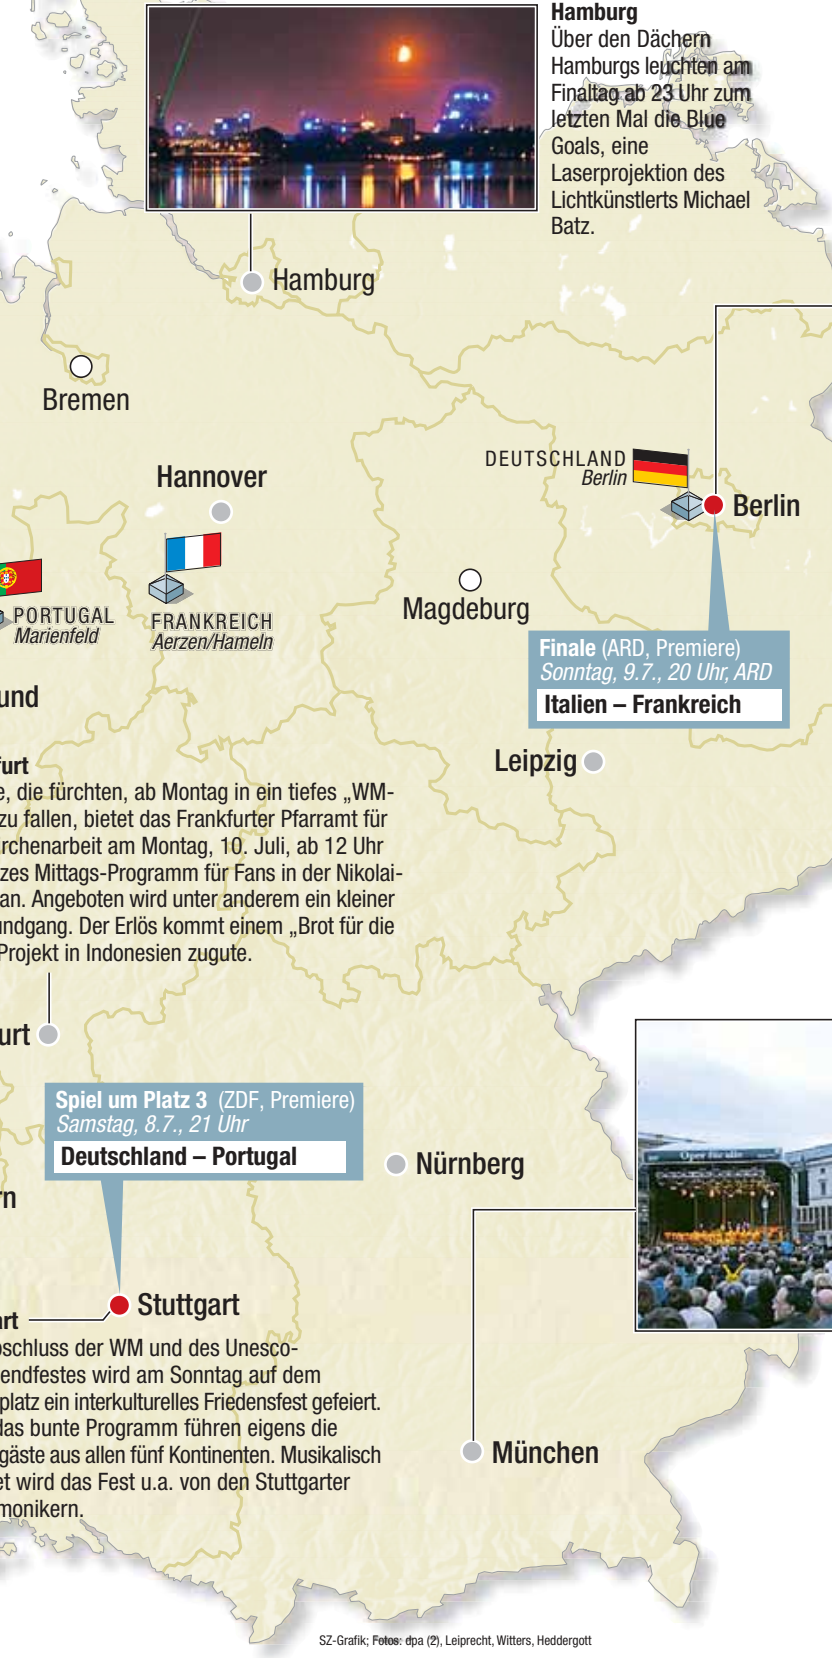 Hamburg
Über den Dächern
Hamburgs leuchten am
Finaltag ab 23 Uhr zum
letzten Mal die Blue
Goals, eine
Laserprojektion des
Lichtkünstlerts Michael
Batz.
Hamburg
Bremen
Hannover
DEUTSCHLAND
Berlin
Berlin
PORTUGAL
Marienfeld
FRANKREICH
Aerzen/Hameln
Magdeburg
Finale (ARD, Premiere)
Sonntag, 9.7., 20 Uhr, ARD
Italien – Frankreich
und
Leipzig
furt
e, die fürchten, ab Montag in ein tiefes „WM-
zu fallen, bietet das Frankfurter Pfarramt für
rchenarbeit am Montag, 10. Juli, ab 12 Uhr
zes Mittags-Programm für Fans in der Nikolai-
an. Angeboten wird unter anderem ein kleiner
undgang. Der Erlös kommt einem „Brot für die
Projekt in Indonesien zugute.
urt
Spiel um Platz 3 (ZDF, Premiere)
Samstag, 8.7., 21 Uhr
Deutschland – Portugal
Nürnberg
rn
Oper für alle
Stuttgart
art
oschluss der WM und des Unesco-
endfestes wird am Sonntag auf dem
platz ein interkulturelles Friedensfest gefeiert.
das bunte Programm führen eigens die
gäste aus allen fünf Kontinenten. Musikalisch
et wird das Fest u.a. von den Stuttgarter
monikern.
München
SZ-Grafik; Fotos: dpa (2), Leiprecht, Witters, Heddergott